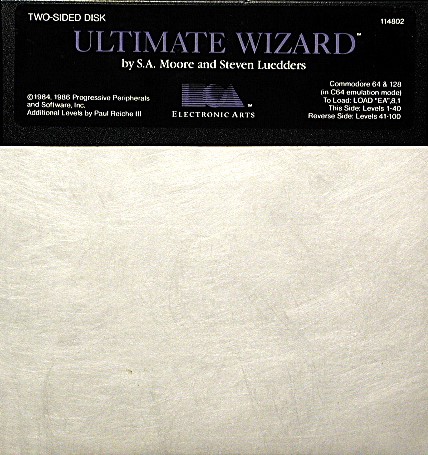 TWO-SIDED DISK
114802
ULTIMATE WIZARD™
by S.A. Moore and Steven Luedders
©1984, 1986 Progressive Peripherals
and Software, Inc.
Additional Levels by Paul Reiche III
EA™
ELECTRONIC ARTS
Commodore 64 & 128
(in C64 emulation mode)
To Load: LOAD "EA",8,1
This Side: Levels 1-40
Reverse Side: Levels 41-100